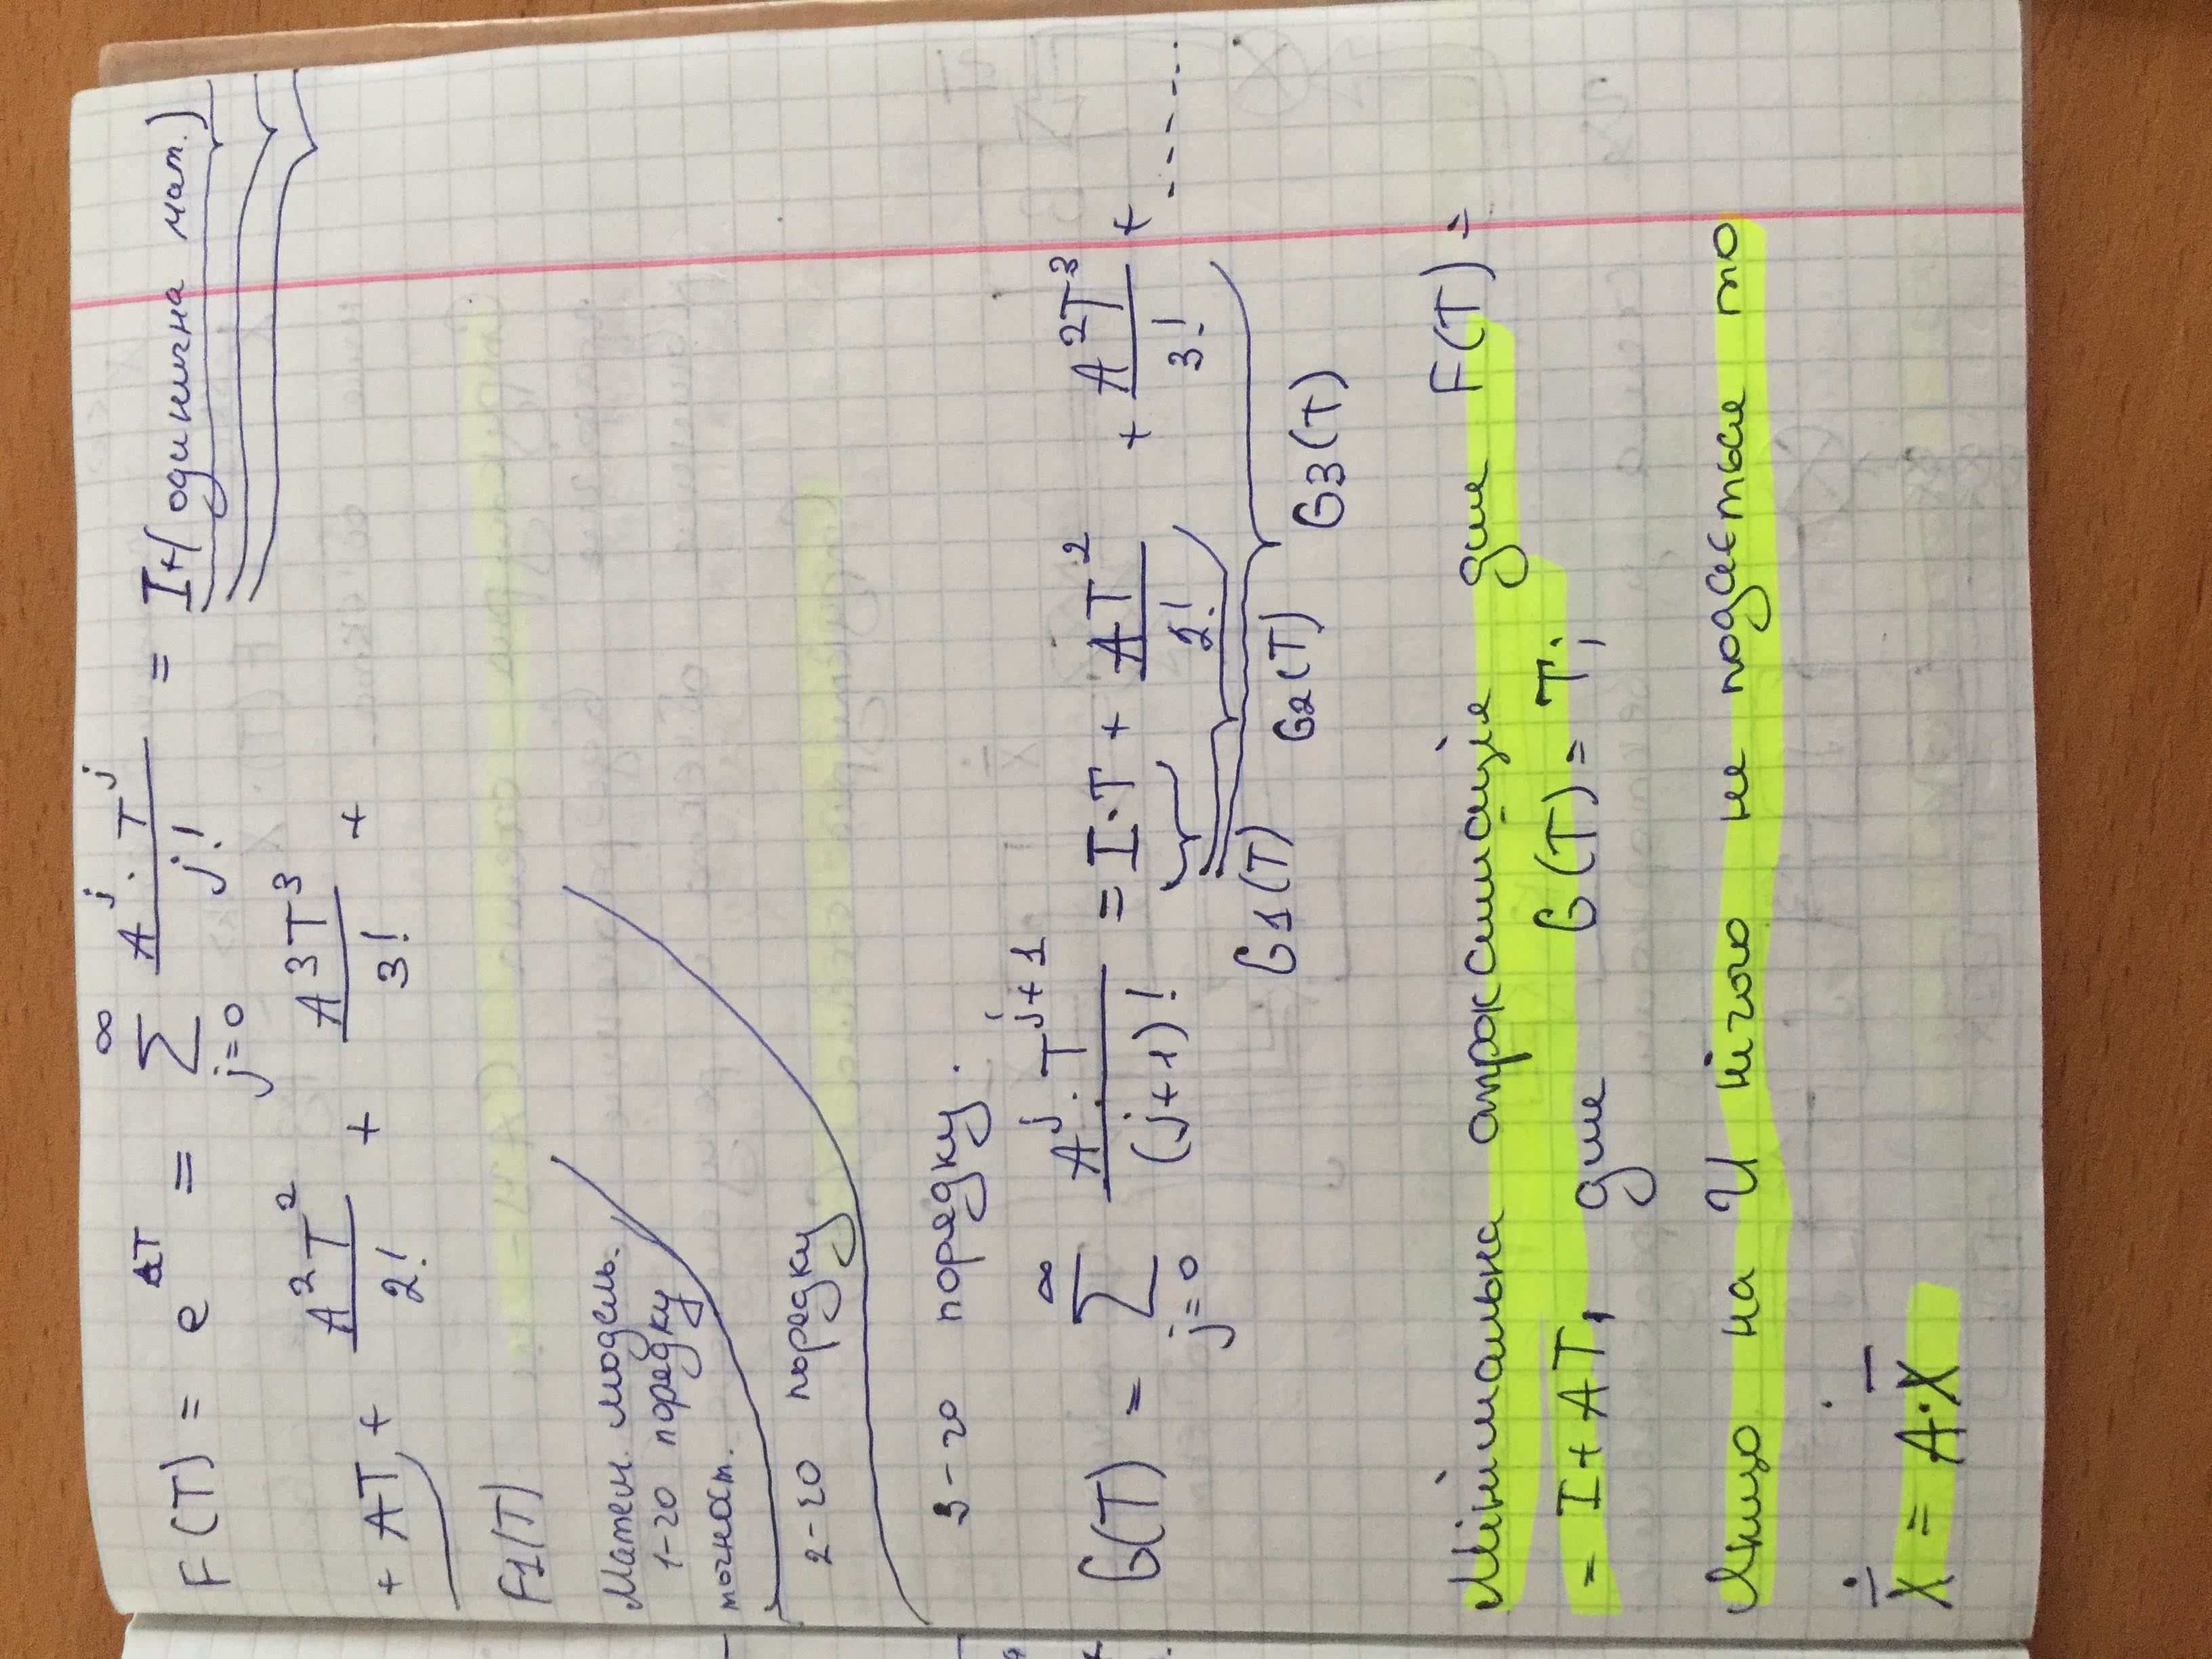 F(T) = e^{AT} = \sum_{j=0}^{\infty} \frac{A^j \cdot T^j}{j!} = I+(одинична мат.)
+ AT + \frac{A^2T^2}{2!} + \frac{A^3T^3}{3!} +
F1(T)
Матем. модель.
1-го порядку
точност.
2-го порядку
3-го порядку.
G(T) = \sum_{j=0}^{\infty} \frac{A^j \cdot T^{j+1}}{(j+1)!} = I·T + \frac{AT^2}{2!} + \frac{A^2T^3}{3!} + ......
G1(T) G2(T) G3(T)
Мінімальна апроксимація для F(T) =
= I+AT, для G(T) = T;
Якщо на U нічого не подається то
\dot{\bar{X}} = A·\bar{X}